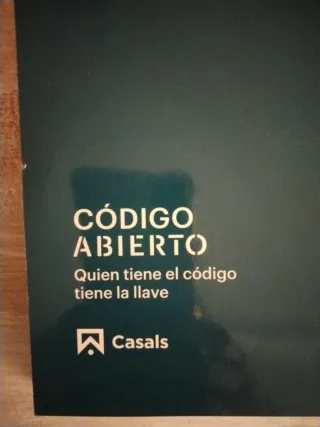 CÓDIGO
ABIERTO
Quien tiene el código
tiene la llave
Casals